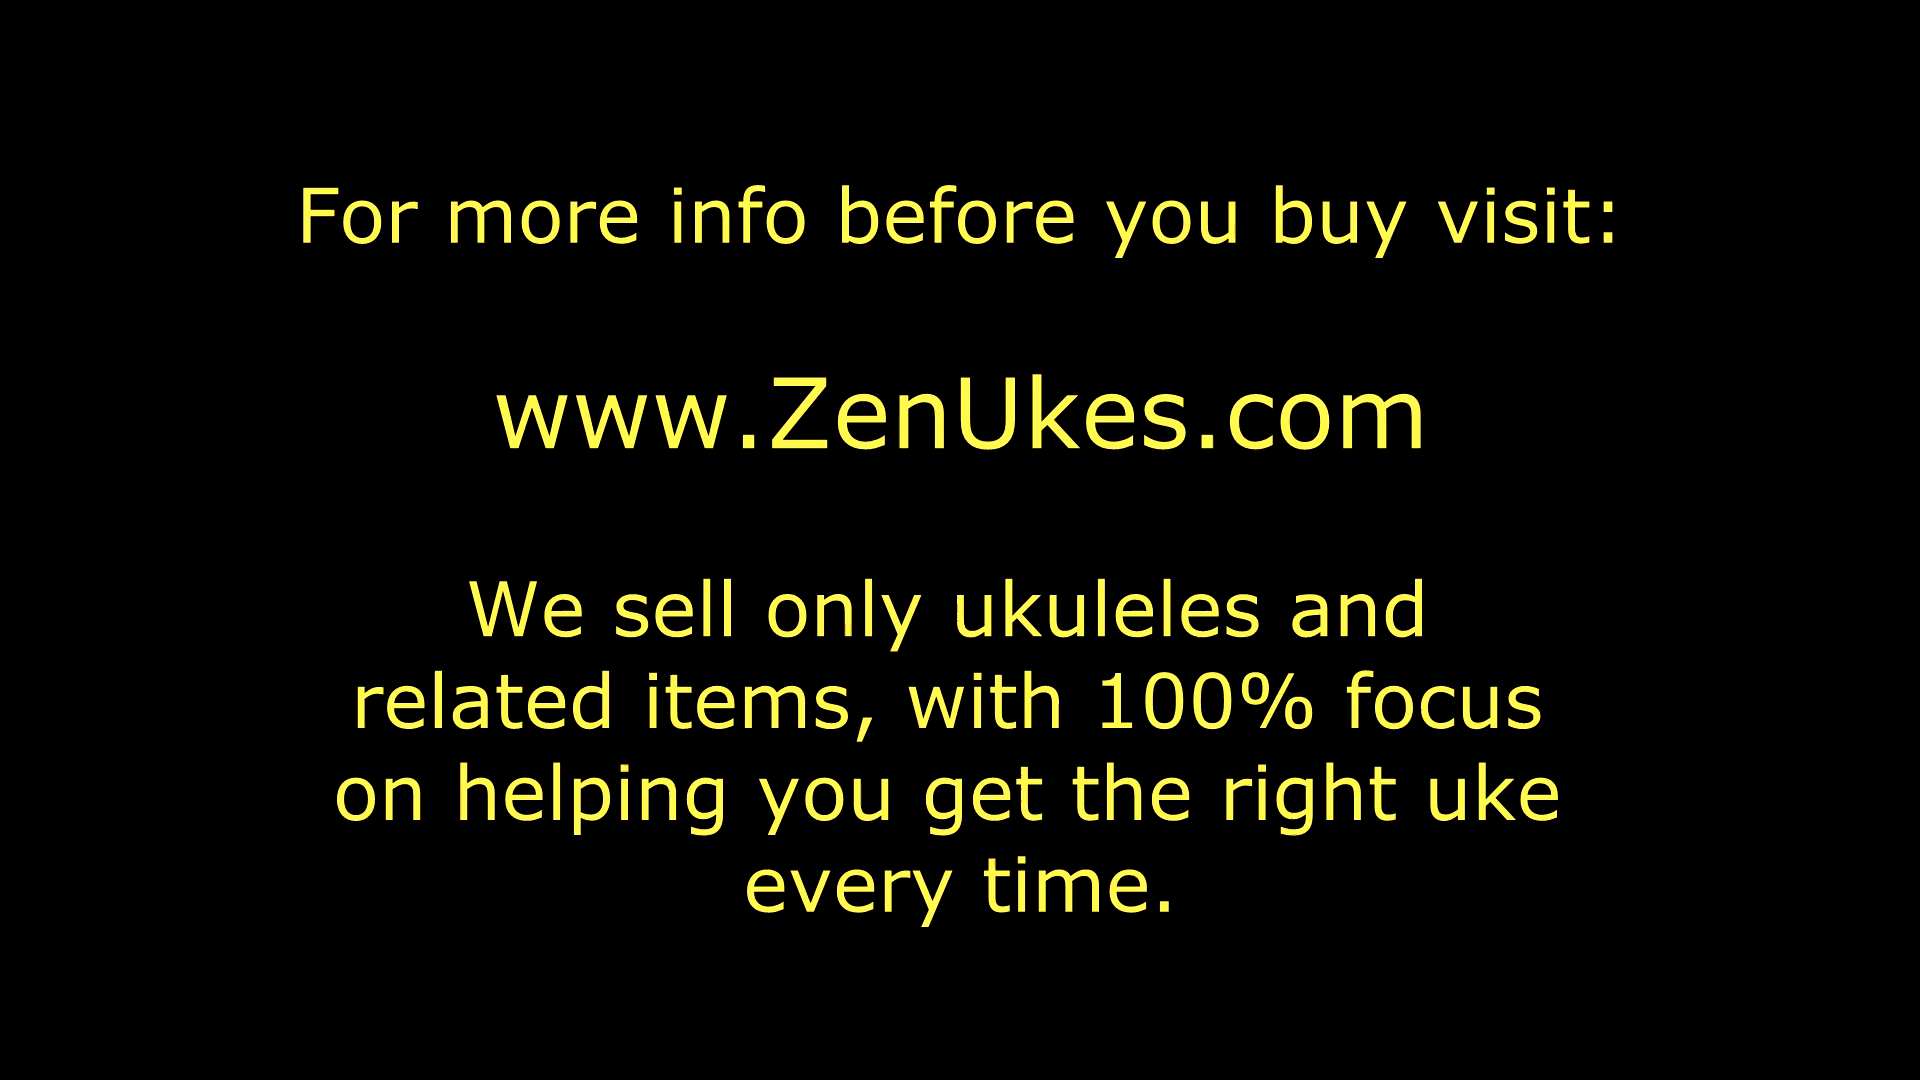 For more info before you buy visit:
www.ZenUkes.com
We sell only ukuleles and
related items, with 100% focus
on helping you get the right uke
every time.